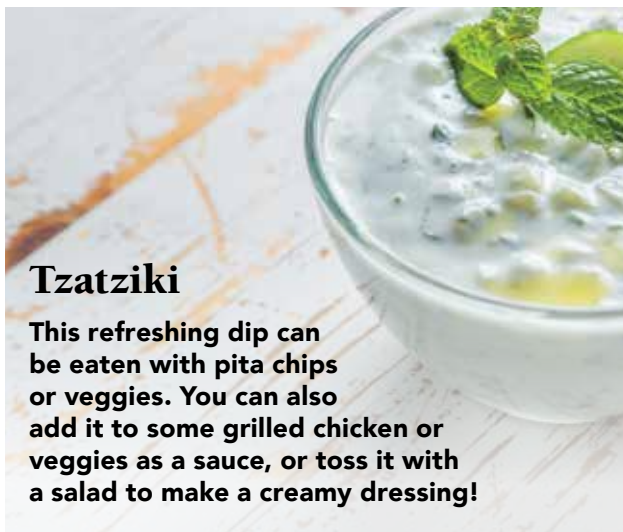 Tzatziki
This refreshing dip can
be eaten with pita chips
or veggies. You can also
add it to some grilled chicken or
veggies as a sauce, or toss it with
a salad to make a creamy dressing!